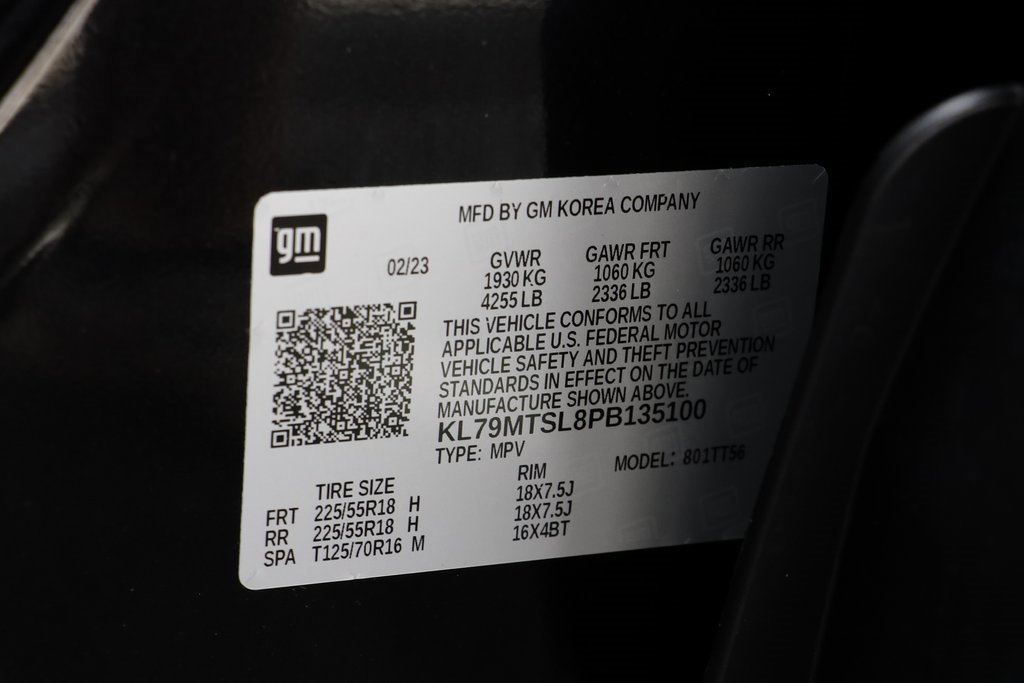 gm
MFD BY GM KOREA COMPANY
02/23
GVWR GAWR FRT GAWR RR
1930 KG 1060 KG 1060 KG
4255 LB 2336 LB 2336 LB
THIS VEHICLE CONFORMS TO ALL
APPLICABLE U.S. FEDERAL MOTOR
VEHICLE SAFETY AND THEFT PREVENTION
STANDARDS IN EFFECT ON THE DATE OF
MANUFACTURE SHOWN ABOVE.
KL79MTSL8PB135100
TYPE: MPV MODEL: 801TT56
TIRE SIZE RIM
FRT 225/55R18 H 18X7.5J
RR 225/55R18 H 18X7.5J
SPA T125/70R16 M 16X4BT